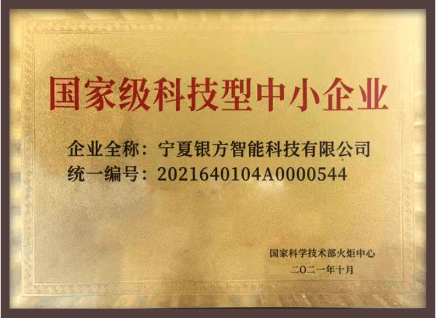 国家级科技型中小企业
企业全称：宁夏银方智能科技有限公司
统一编号：2021640104A0000544
国家科学技术部火炬中心
二〇二一年十月